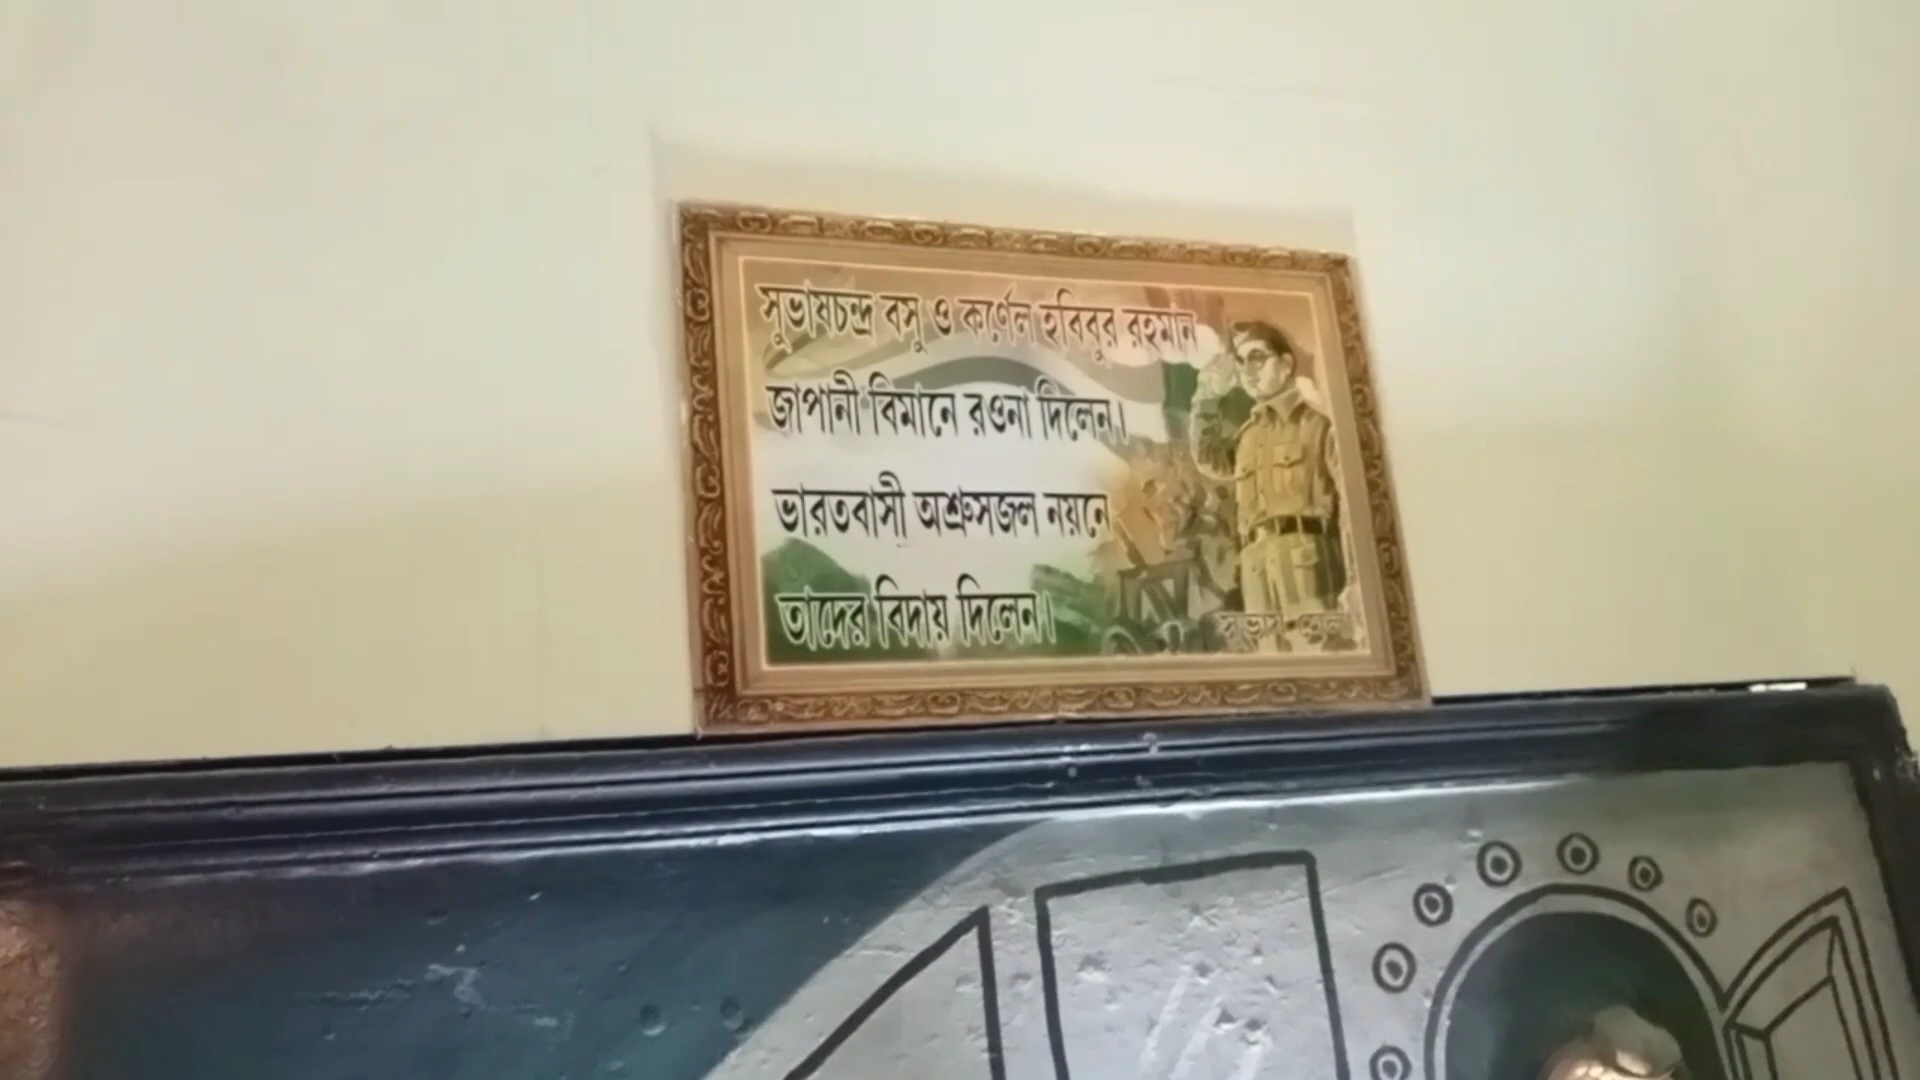 সুভাষচন্দ্র বসু ও কর্ণেল হবিবুর রহমান
জাপানী বিমানে রওনা দিলেন।
ভারতবাসী অশ্রুসজল নয়নে
তাদের বিদায় দিলেন।
সুভাষ